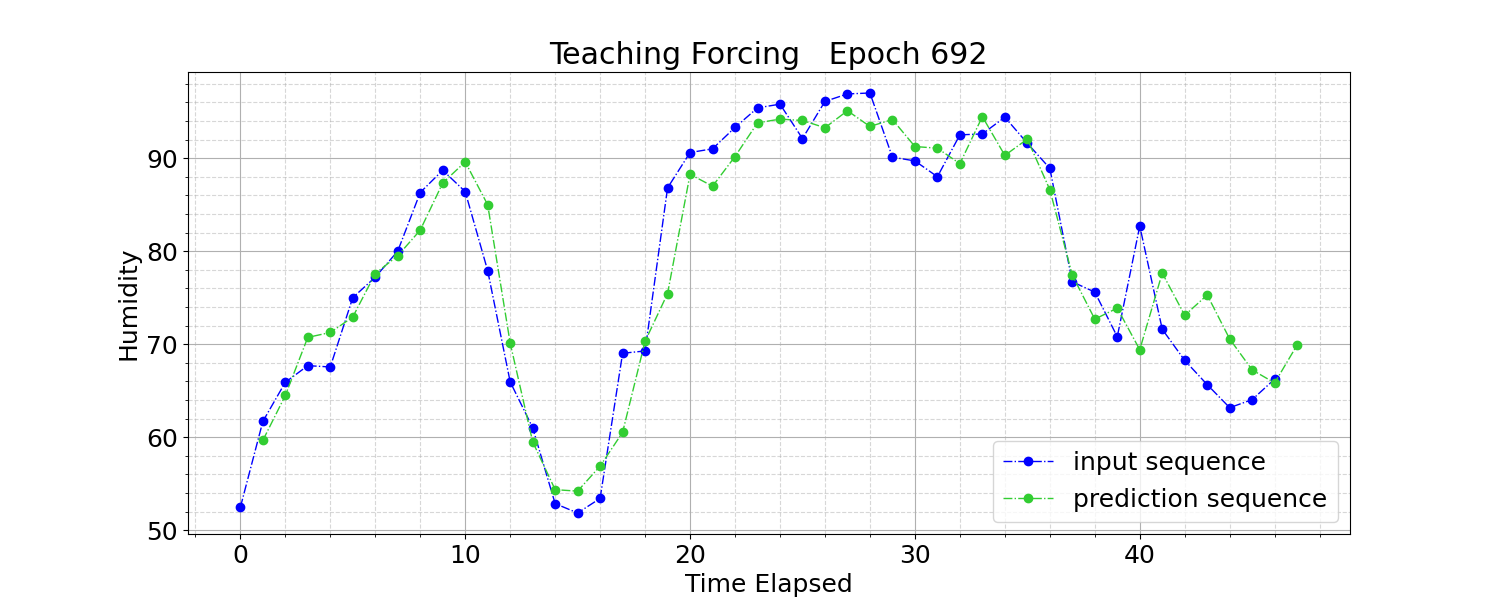 Teaching Forcing   Epoch 692
Humidity
90
80
70
60
50
0 10 20 30 40
Time Elapsed
input sequence
prediction sequence